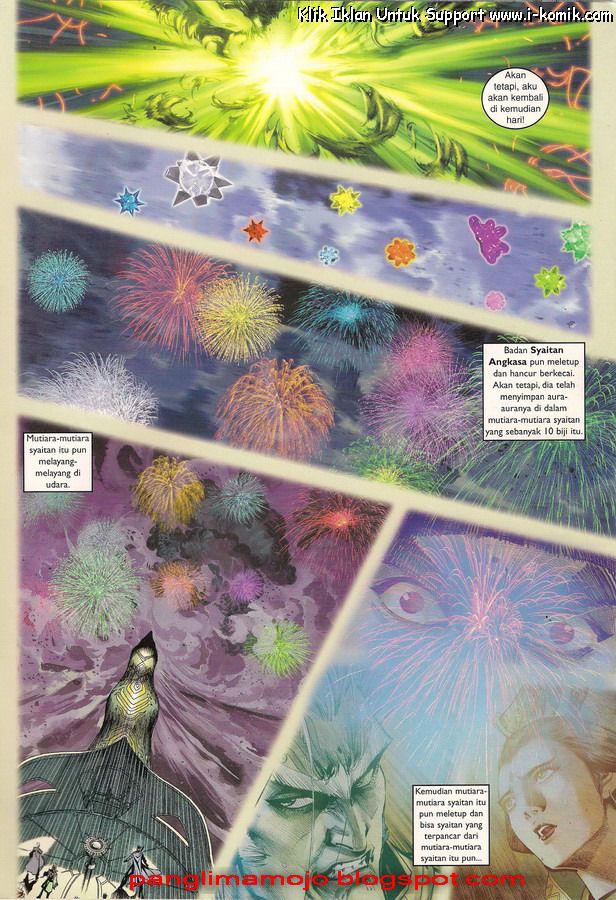 Klik Iklan Untuk Support www.i-komik.com
Akan
tetapi, aku
akan kembali
di kemudian
hari!
Badan Syaitan
Angkasa pun meletup
dan hancur berkecai.
Akan tetapi, dia telah
menyimpan aura-
auranya di dalam
mutiara-mutiara syaitan
yang sebanyak 10 biji itu.
Mutiara-mutiara
syaitan itu pun
melayang-
melayang di
udara.
Kemudian mutiara-
mutiara syaitan itu
pun meletup dan
bisa syaitan yang
terpancar dari
mutiara-mutiara
syaitan itu pun...
panglimamojo.blogspot.com